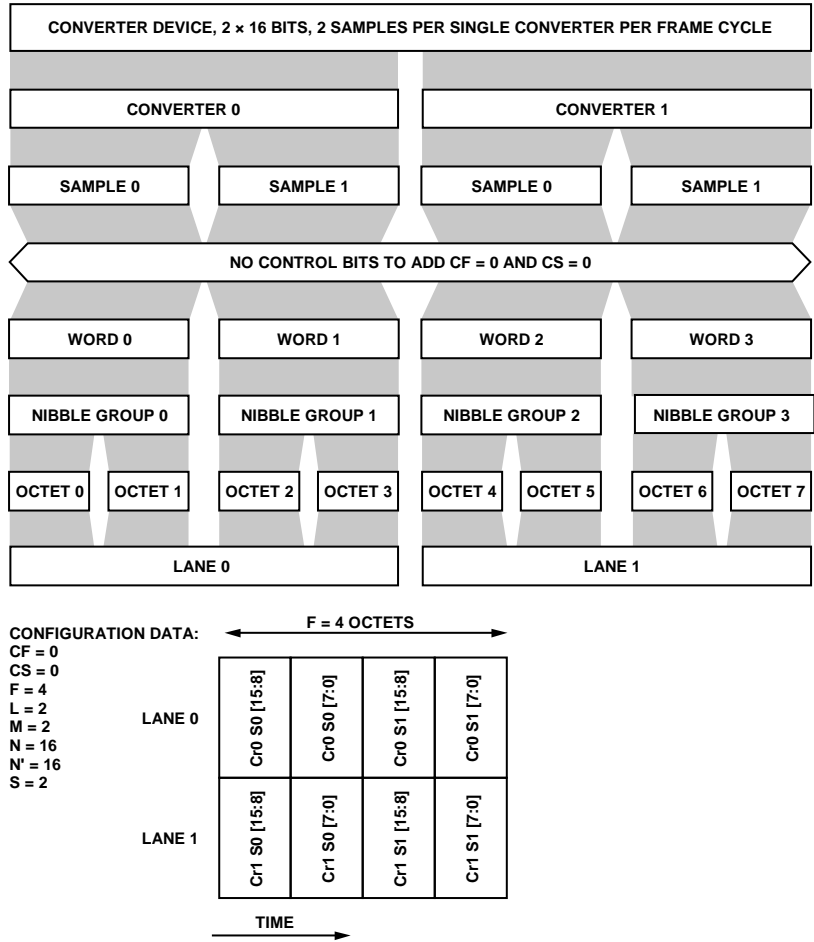 CONVERTER DEVICE, 2 × 16 BITS, 2 SAMPLES PER SINGLE CONVERTER PER FRAME CYCLE
CONVERTER 0 CONVERTER 1
SAMPLE 0 SAMPLE 1 SAMPLE 0 SAMPLE 1
NO CONTROL BITS TO ADD CF = 0 AND CS = 0
WORD 0 WORD 1 WORD 2 WORD 3
NIBBLE GROUP 0 NIBBLE GROUP 1 NIBBLE GROUP 2 NIBBLE GROUP 3
OCTET 0 OCTET 1 OCTET 2 OCTET 3 OCTET 4 OCTET 5 OCTET 6 OCTET 7
LANE 0 LANE 1
CONFIGURATION DATA:
CF = 0
CS = 0
F = 4
L = 2
M = 2
N = 16
N' = 16
S = 2
F = 4 OCTETS
LANE 0
Cr0 S0 [15:8]
Cr0 S0 [7:0]
Cr0 S1 [15:8]
Cr0 S1 [7:0]
LANE 1
Cr1 S0 [15:8]
Cr1 S0 [7:0]
Cr1 S1 [15:8]
Cr1 S1 [7:0]
TIME